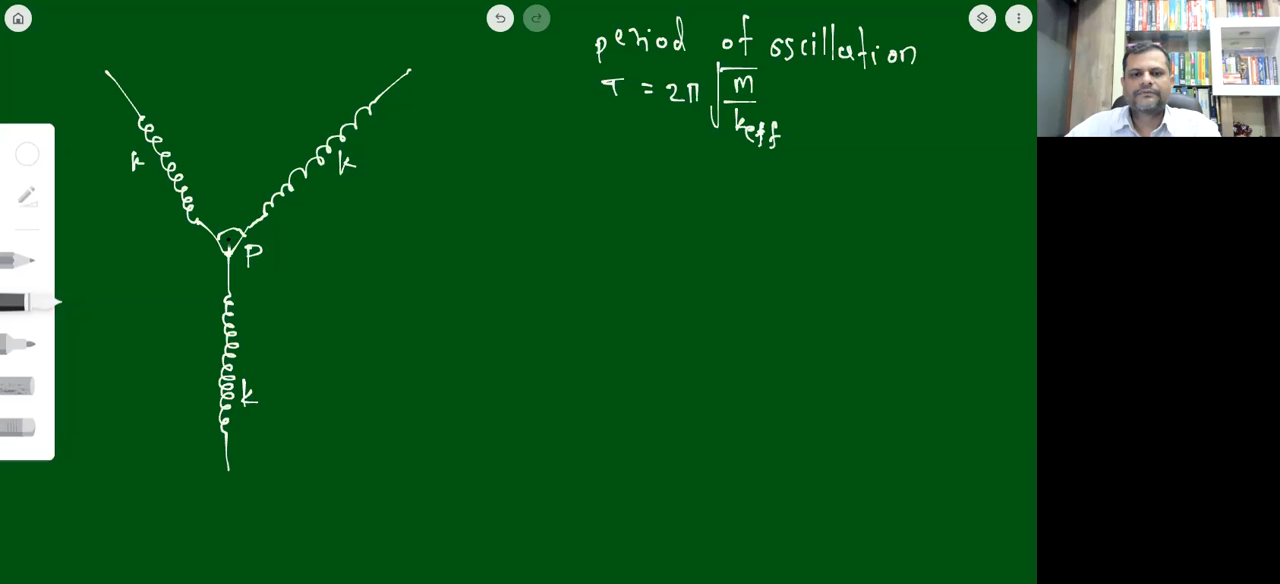 period of oscillation
T = 2π √(m/keff)
k
k
P
k